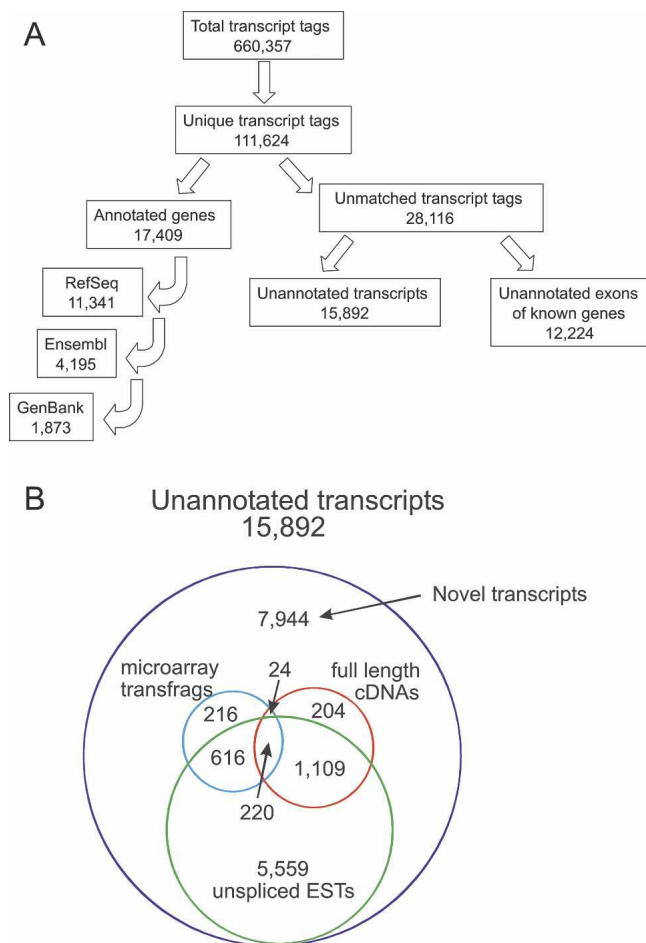 A
Total transcript tags
660,357
Unique transcript tags
111,624
Annotated genes
17,409
Unmatched transcript tags
28,116
RefSeq
11,341
Unannotated transcripts
15,892
Unannotated exons
of known genes
12,224
Ensembl
4,195
GenBank
1,873
B
Unannotated transcripts
15,892
Novel transcripts
7,944
microarray
transfrags
24
full length
cDNAs
216
204
616
1,109
220
5,559
unspliced ESTs